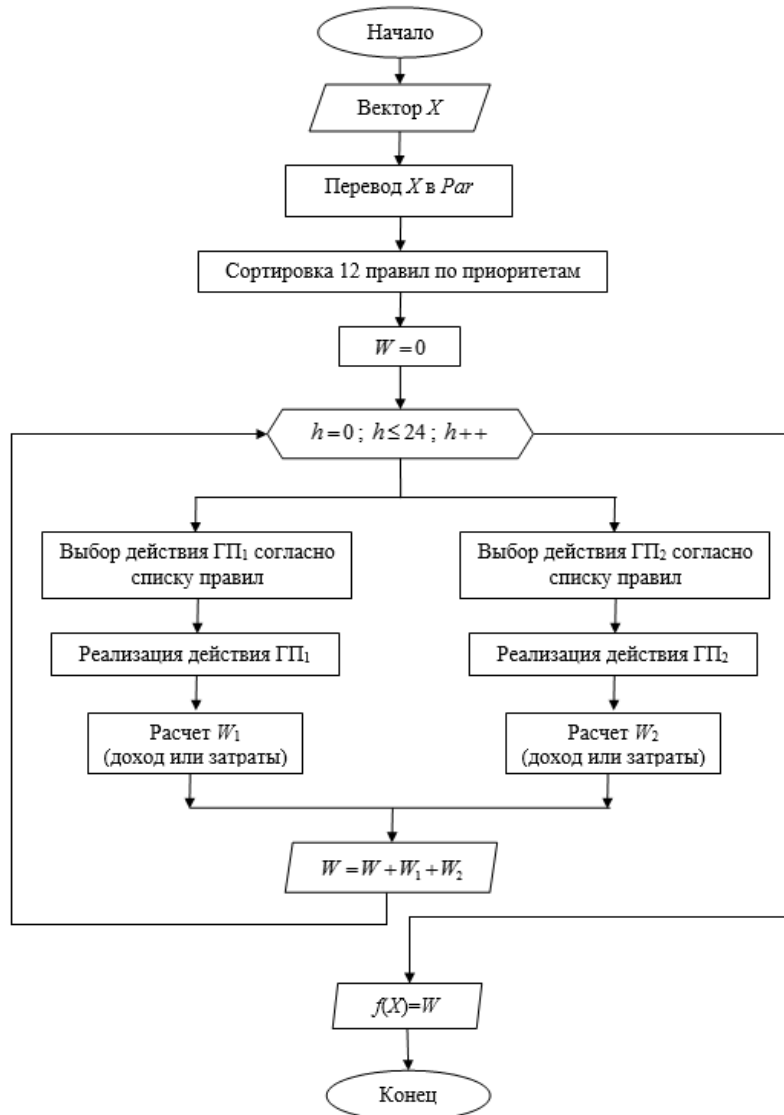 Начало
Вектор X
Перевод X в Par
Сортировка 12 правил по приоритетам
W = 0
h = 0 ; h ≤ 24 ; h++
Выбор действия ГП₁ согласно
списку правил
Выбор действия ГП₂ согласно
списку правил
Реализация действия ГП₁
Реализация действия ГП₂
Расчет W₁
(доход или затраты)
Расчет W₂
(доход или затраты)
W = W + W₁ + W₂
f(X)=W
Конец